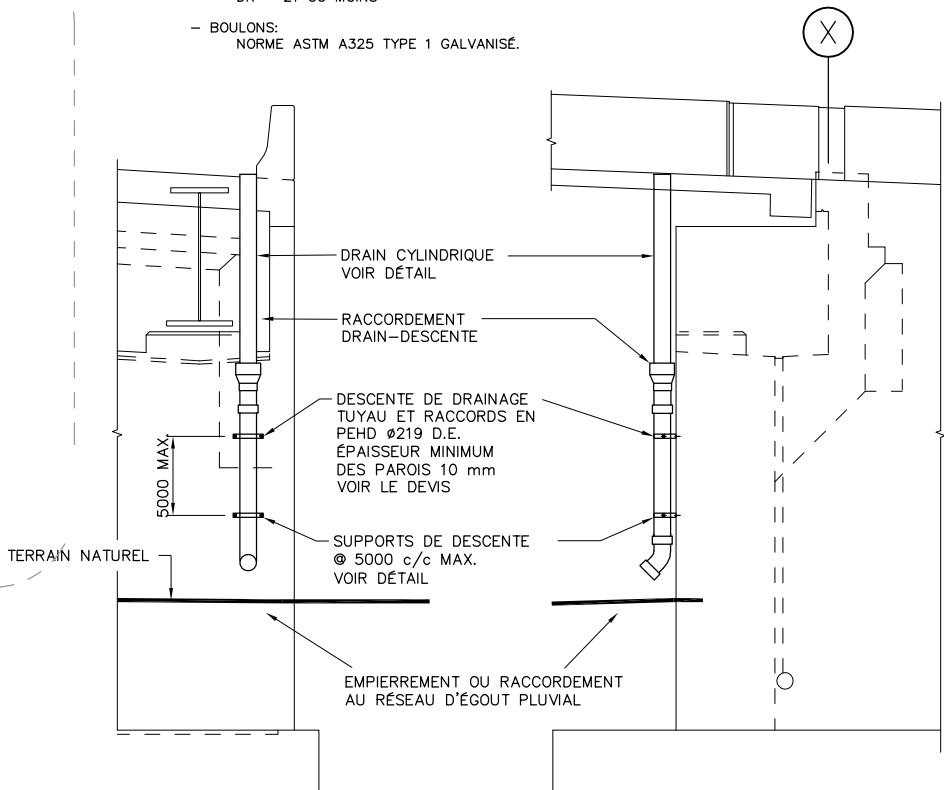 – BOULONS:
NORME ASTM A325 TYPE 1 GALVANISÉ.
X
DRAIN CYLINDRIQUE
VOIR DÉTAIL
RACCORDEMENT
DRAIN–DESCENTE
DESCENTE DE DRAINAGE
TUYAU ET RACCORDS EN
PEHD ø219 D.E.
ÉPAISSEUR MINIMUM
DES PAROIS 10 mm
VOIR LE DEVIS
5000 MAX.
SUPPORTS DE DESCENTE
@ 5000 c/c MAX.
VOIR DÉTAIL
TERRAIN NATUREL
EMPIERREMENT OU RACCORDEMENT
AU RÉSEAU D'ÉGOUT PLUVIAL